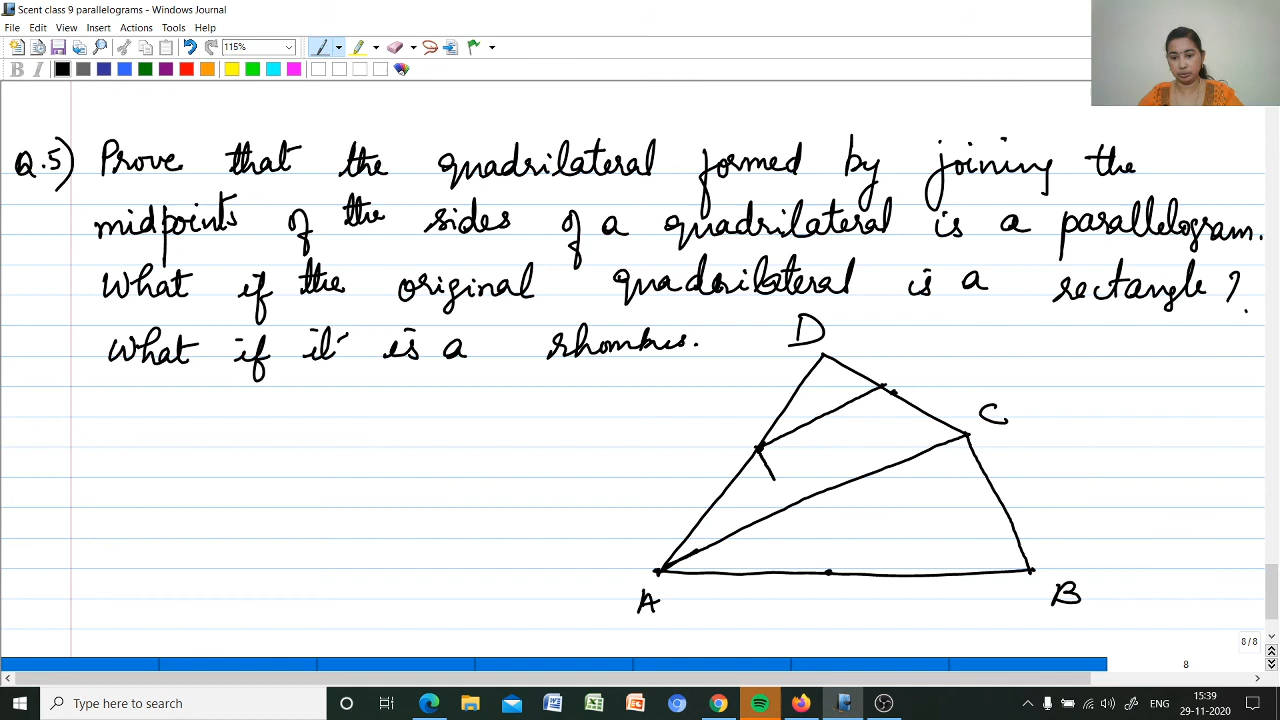 Scent class 9 parallelograms - Windows Journal
File Edit View Insert Actions Tools Help
115%
B I
Q.5) Prove that the quadrilateral formed by joining the
midpoints of the sides of a quadrilateral is a parallelogram.
What if the original quadrilateral is a rectangle?
What if it is a rhombus.
D
C
A
B
8/8
8
Type here to search
ENG
15:39
29-11-2020